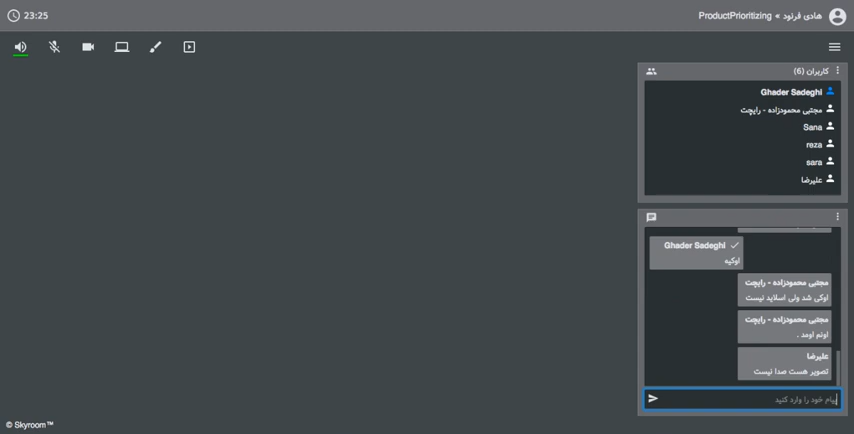 23:25
هادی فرنود » ProductPrioritizing
کاربران (6)
Ghader Sadeghi
مجتبی محمودزاده - رایچت
Sana
reza
sara
علیرضا
Ghader Sadeghi
اوکیه
مجتبی محمودزاده - رایچت
اوکی شد ولی اسلاید نیست
مجتبی محمودزاده - رایچت
اونم اومد .
علیرضا
تصویر هست صدا نیست
پیام خود را وارد کنید
© Skyroom™